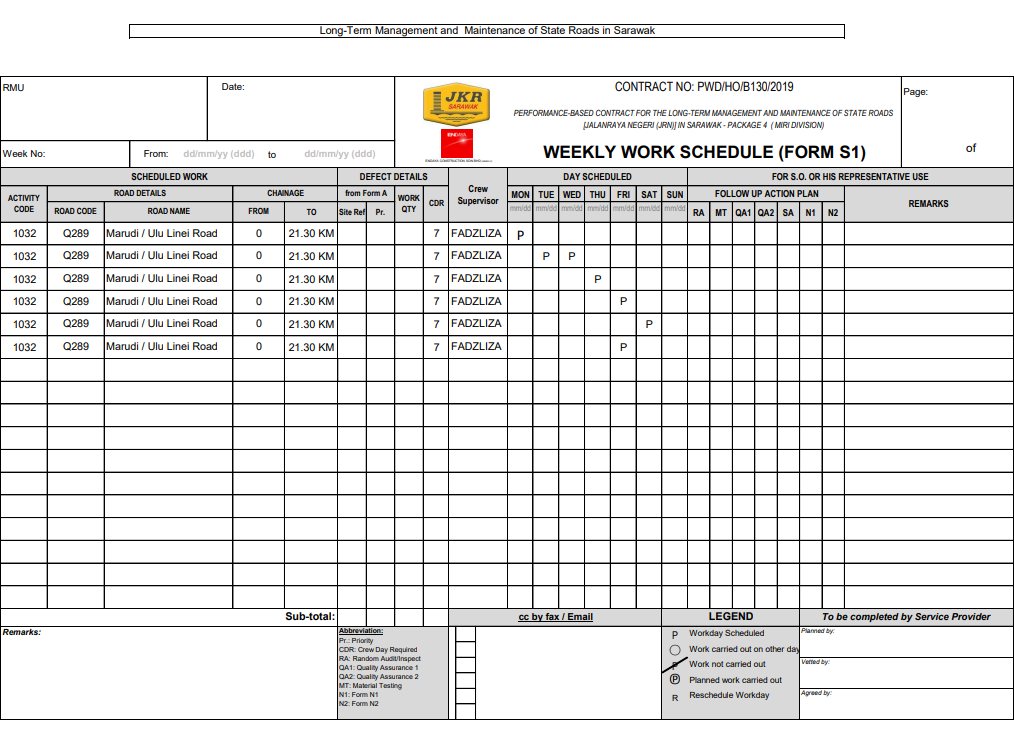 Long-Term Management and Maintenance of State Roads in Sarawak
RMU
Date:
JKR
SARAWAK
ENDAYA
CONTRACT NO: PWD/HO/B130/2019
PERFORMANCE-BASED CONTRACT FOR THE LONG-TERM MANAGEMENT AND MAINTENANCE OF STATE ROADS
[JALANRAYA NEGERI (JRN)] IN SARAWAK - PACKAGE 4 ( MIRI DIVISION)
WEEKLY WORK SCHEDULE (FORM S1)
Page:
of
Week No:
From: dd/mm/yy (ddd) to dd/mm/yy (ddd)
SCHEDULED WORK DEFECT DETAILS Crew Supervisor DAY SCHEDULED FOR S.O. OR HIS REPRESENTATIVE USE
ACTIVITY CODE ROAD DETAILS CHAINAGE from Form A WORK QTY CDR MON TUE WED THU FRI SAT SUN FOLLOW UP ACTION PLAN REMARKS
ROAD CODE ROAD NAME FROM TO Site Ref Pr. mm/dd mm/dd mm/dd mm/dd mm/dd mm/dd mm/dd RA MT QA1 QA2 SA N1 N2
1032 Q289 Marudi / Ulu Linei Road 0 21.30 KM 7 FADZLIZA P
1032 Q289 Marudi / Ulu Linei Road 0 21.30 KM 7 FADZLIZA P P
1032 Q289 Marudi / Ulu Linei Road 0 21.30 KM 7 FADZLIZA P
1032 Q289 Marudi / Ulu Linei Road 0 21.30 KM 7 FADZLIZA P
1032 Q289 Marudi / Ulu Linei Road 0 21.30 KM 7 FADZLIZA P
1032 Q289 Marudi / Ulu Linei Road 0 21.30 KM 7 FADZLIZA P
Sub-total:
cc by fax / Email
LEGEND
To be completed by Service Provider
Remarks:
Abbreviation:
Pr.: Priority
CDR: Crew Day Required
RA: Random Audit/Inspect
QA1: Quality Assurance 1
QA2: Quality Assurance 2
MT: Material Testing
N1: Form N1
N2: Form N2
P Workday Scheduled
Work carried out on other day
P Work not carried out
P Planned work carried out
R Reschedule Workday
Planned by:
Vetted by:
Agreed by: